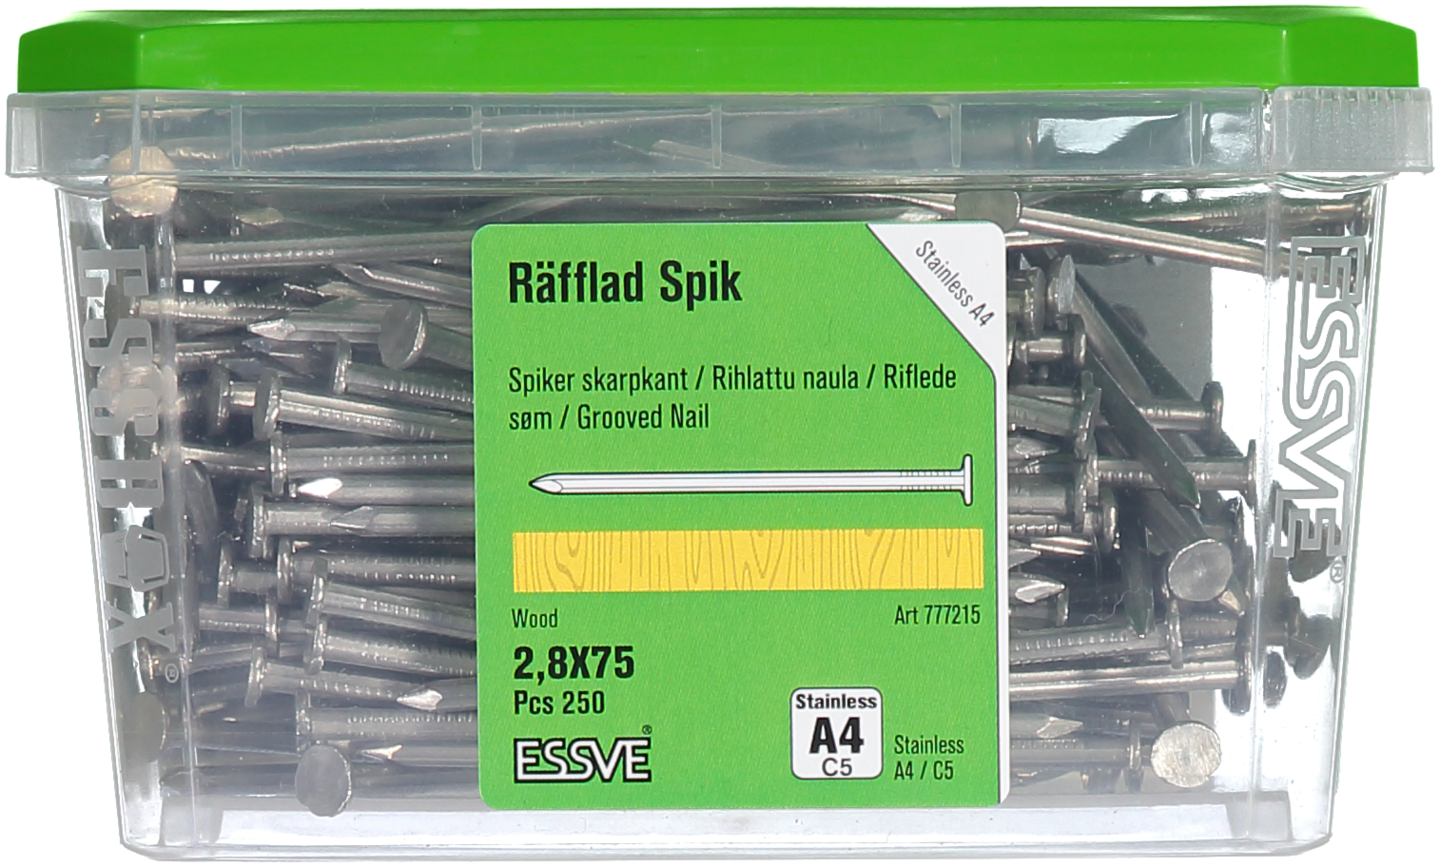 Räfflad Spik
Stainless A4
Spiker skarpkant / Rihlattu naula / Riflede
søm / Grooved Nail
Wood
Art 777215
2,8X75
Pcs 250
ESSVE®
Stainless
A4
C5
Stainless
A4 / C5
ESSBOX®
ESSVE®